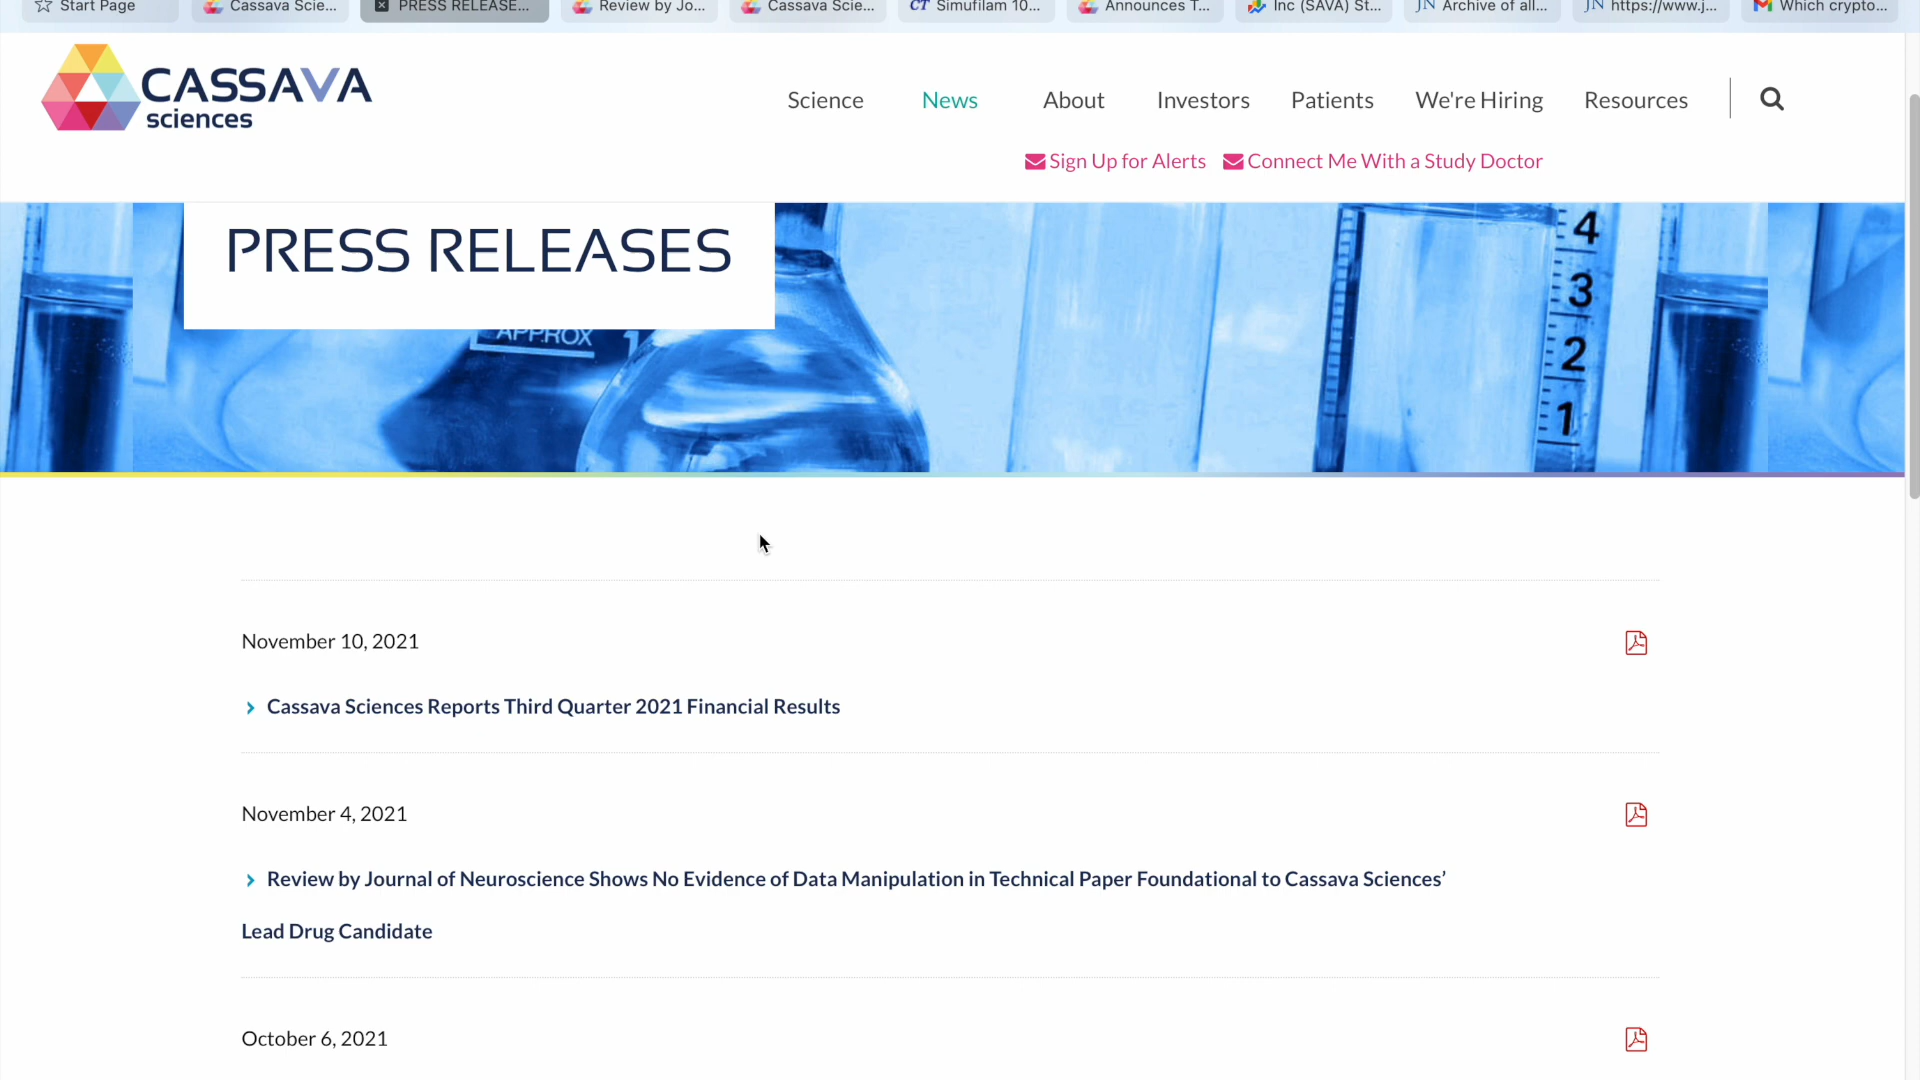 Start Page
Cassava Scie...
PRESS RELEASE...
Review by Jo...
Cassava Scie...
CT Simufilam 10...
Announces T...
Inc (SAVA) St...
JN Archive of all...
JN https://www.j...
Which crypto...
CASSAVA
sciences
Science News About Investors Patients We're Hiring Resources
Sign Up for Alerts Connect Me With a Study Doctor
PRESS RELEASES
APPROX 1
4
3
2
1
November 10, 2021
Cassava Sciences Reports Third Quarter 2021 Financial Results
November 4, 2021
Review by Journal of Neuroscience Shows No Evidence of Data Manipulation in Technical Paper Foundational to Cassava Sciences’
Lead Drug Candidate
October 6, 2021